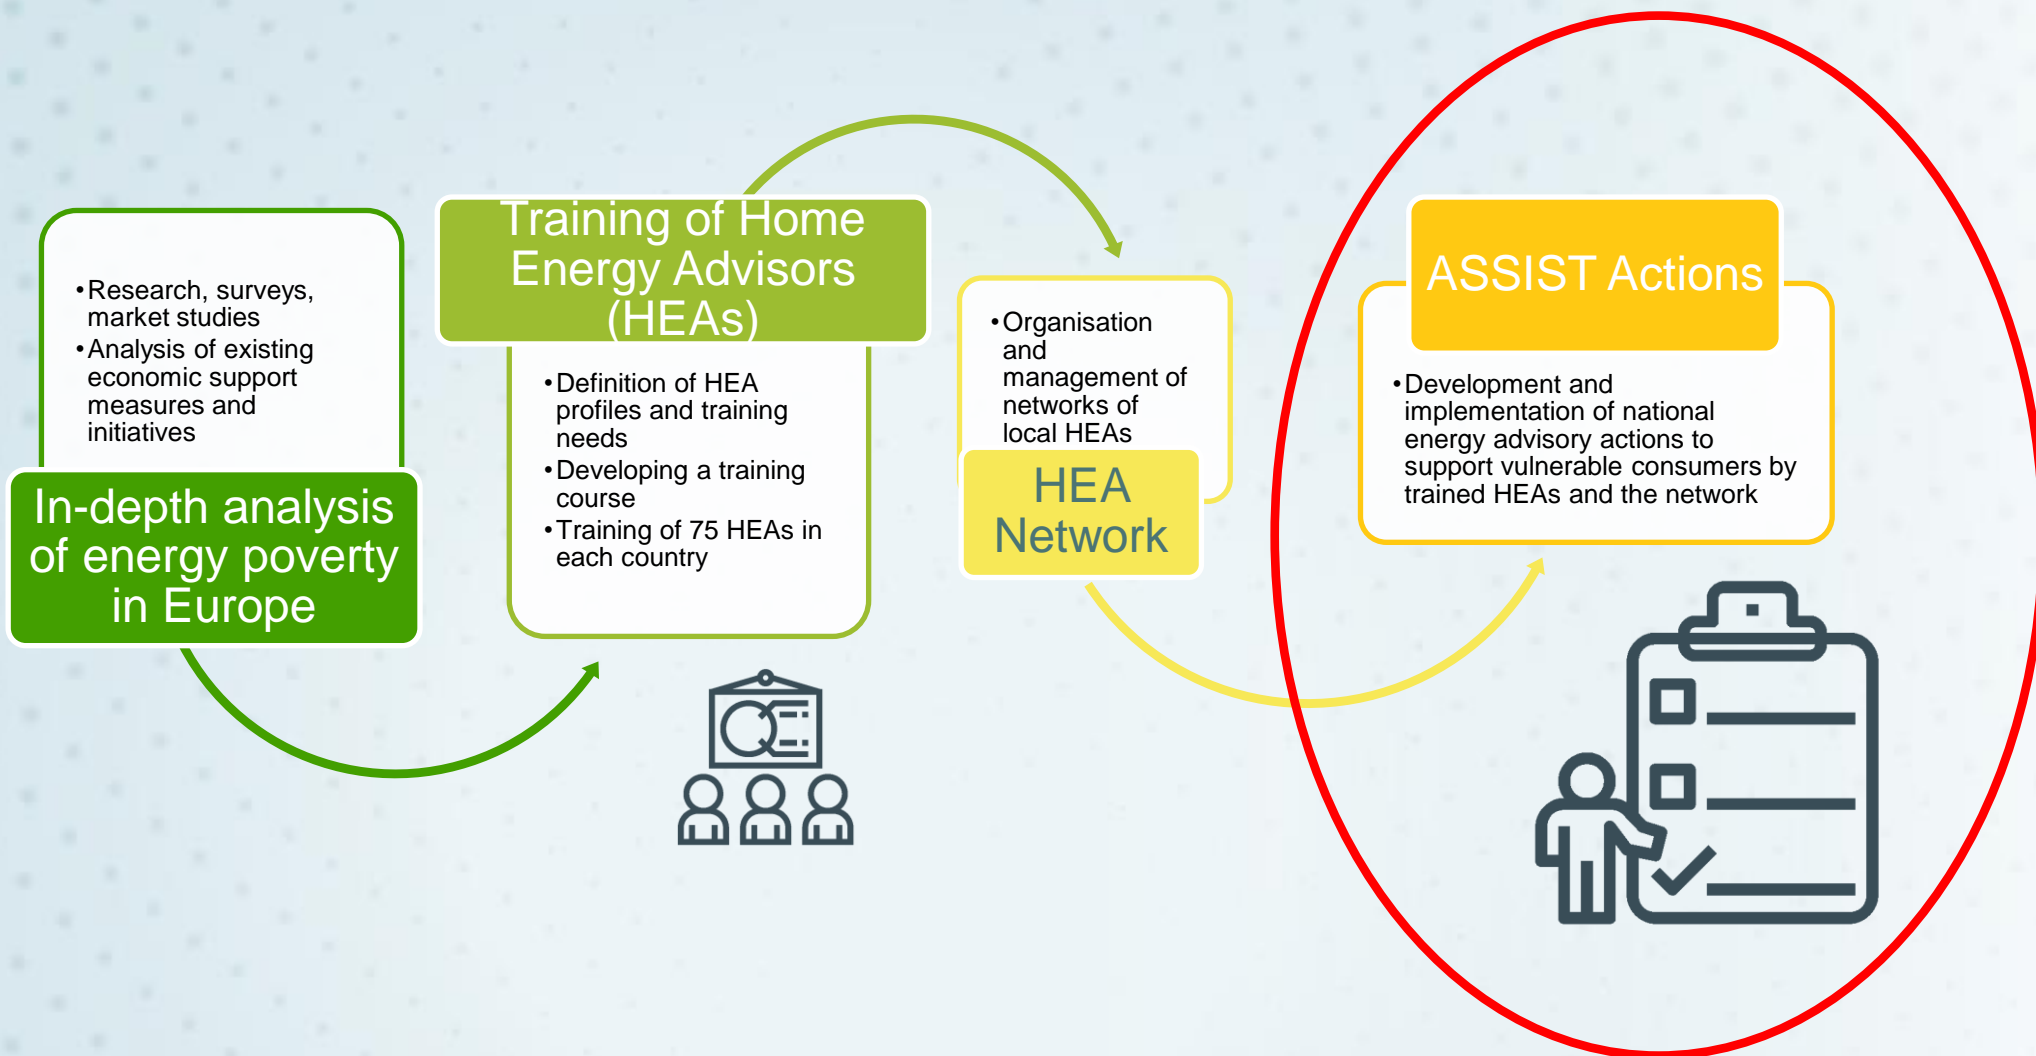 •Research, surveys,
market studies
•Analysis of existing
economic support
measures and
initiatives
In-depth analysis
of energy poverty
in Europe
Training of Home
Energy Advisors
(HEAs)
•Definition of HEA
profiles and training
needs
•Developing a training
course
•Training of 75 HEAs in
each country
•Organisation
and
management of
networks of
local HEAs
HEA
Network
ASSIST Actions
•Development and
implementation of national
energy advisory actions to
support vulnerable consumers by
trained HEAs and the network